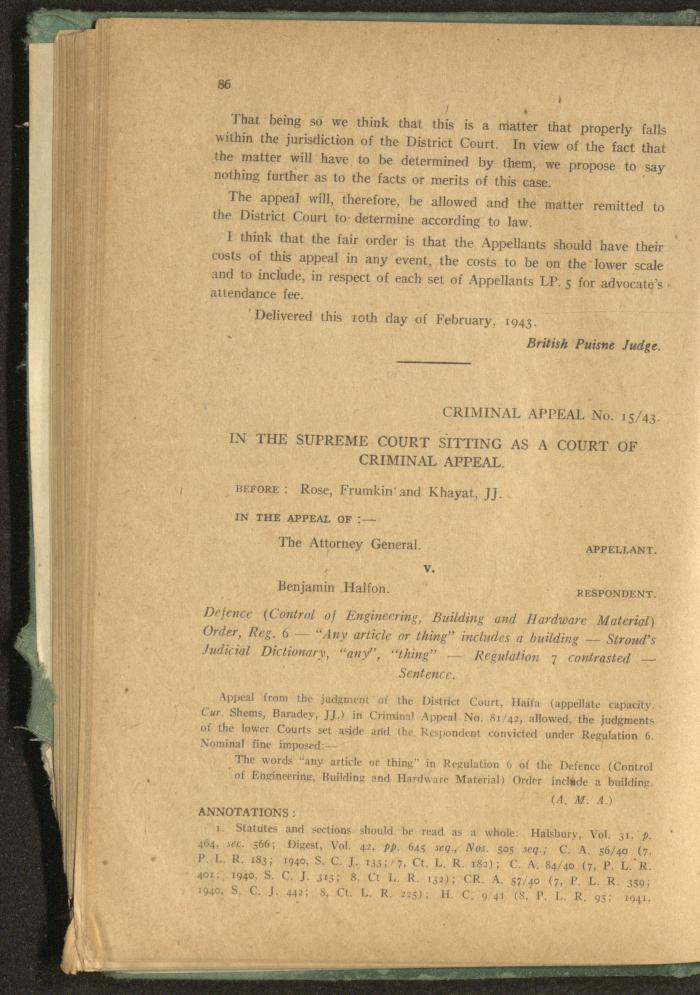 86
That being so we think that this is a matter that properly falls
within the jurisdiction of the District Court. In view of the fact that
the matter will have to be determined by them, we propose to say
nothing further as to the facts or merits of this case.
The appeal will, therefore, be allowed and the matter remitted to
the District Court to determine according to law.
I think that the fair order is that the Appellants should have their
costs of this appeal in any event, the costs to be on the lower scale
and to include, in respect of each set of Appellants LP. 5 for advocate's
attendance fee.
Delivered this 10th day of February, 1943.
British Puisne Judge.
CRIMINAL APPEAL No. 15/43.
IN THE SUPREME COURT SITTING AS A COURT OF
CRIMINAL APPEAL.
BEFORE : Rose, Frumkin and Khayat, JJ.
IN THE APPEAL OF :—
The Attorney General.
APPELLANT.
v.
Benjamin Halfon.
RESPONDENT.
Defence (Control of Engineering, Building and Hardware Material)
Order, Reg. 6 — "Any article or thing" includes a building — Stroud's
Judicial Dictionary, "any", "thing" — Regulation 7 contrasted —
Sentence.
Appeal from the judgment of the District Court, Haifa (appellate capacity.
Cur. Shems, Baradey, JJ.) in Criminal Appeal No. 81/42, allowed, the judgments
of the lower Courts set aside and the Respondent convicted under Regulation 6.
Nominal fine imposed:—
The words "any article or thing" in Regulation 6 of the Defence (Control
of Engineering, Building and Hardware Material) Order include a building.
(A. M. A.)
ANNOTATIONS :
1. Statutes and sections should be read as a whole: Halsbury, Vol. 31, p.
464, sec. 566; Digest, Vol. 42, pp. 645 seq., Nos. 505 seq.; C. A. 56/40 (7,
P. L. R. 183; 1940, S. C. J. 133; 7, Ct. L. R. 182); C. A. 84/40 (7, P. L. R.
401; 1940, S. C. J. 313; 8, Ct L. R. 132); CR. A. 57/40 (7, P. L. R. 359;
1940, S. C. J. 442; 8, Ct. L. R. 225); H. C. 9/41 (8, P. L. R. 95; 1941,